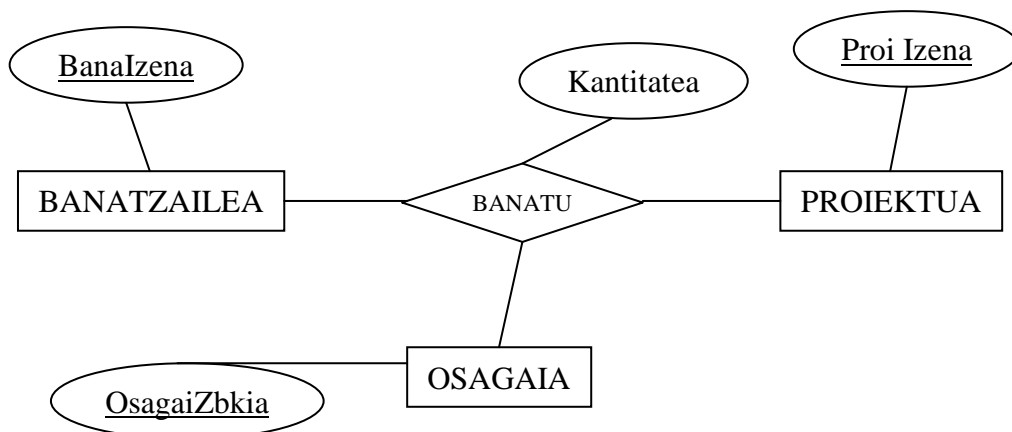 BanaIzena
Kantitatea
Proi Izena
BANATZAILEA
BANATU
PROIEKTUA
OSAGAIA
OsagaiZbkia